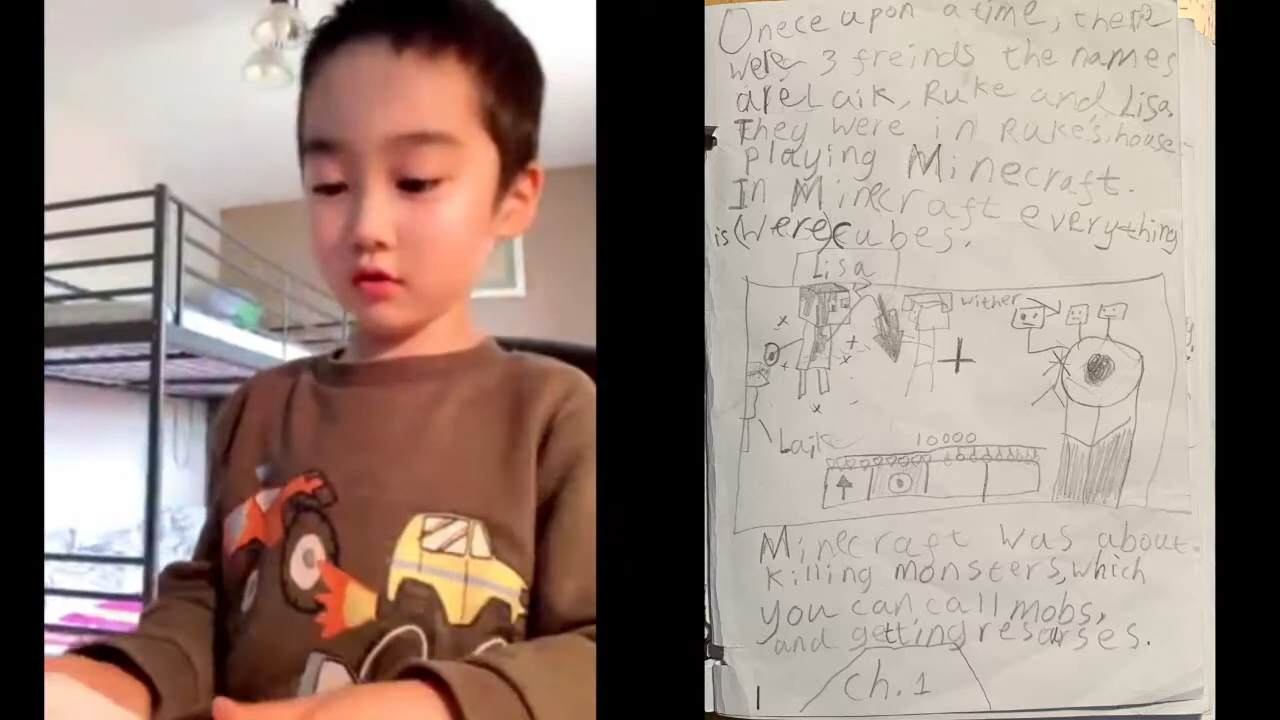 Onece upon a time, there
were 3 freinds the names
are Laik, Ruke and Lisa.
They were in Ruke's house
playing Minecraft.
In Minecraft everything
is (were) cubes.
Lisa
wither
Laik
10000
Minecraft was about
killing monsters, which
you can call mobs,
and getting resourses.
Ch. 1
1